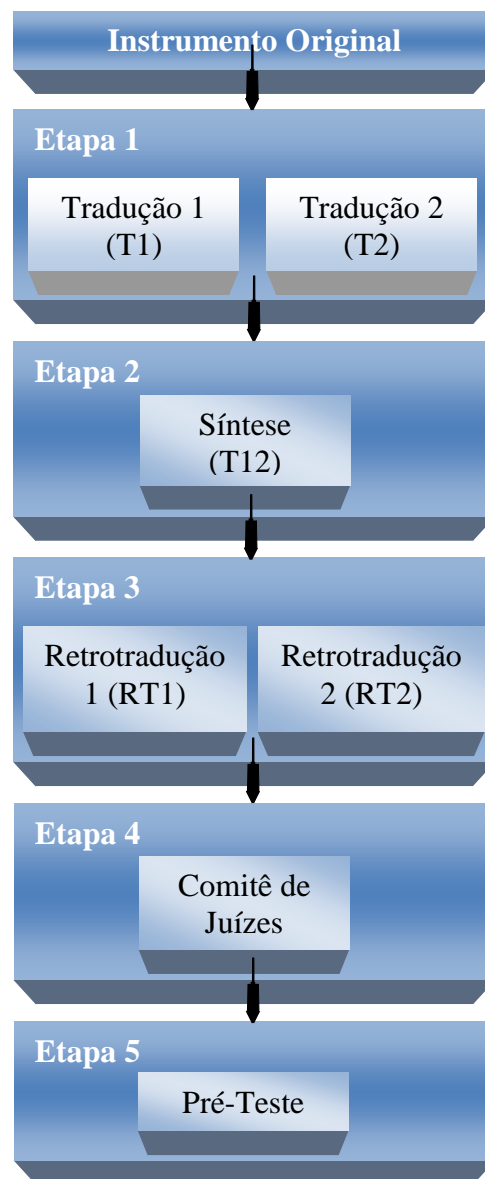 Instrumento Original
Etapa 1
Tradução 1
(T1)
Tradução 2
(T2)
Etapa 2
Síntese
(T12)
Etapa 3
Retrotradução
1 (RT1)
Retrotradução
2 (RT2)
Etapa 4
Comitê de
Juízes
Etapa 5
Pré-Teste